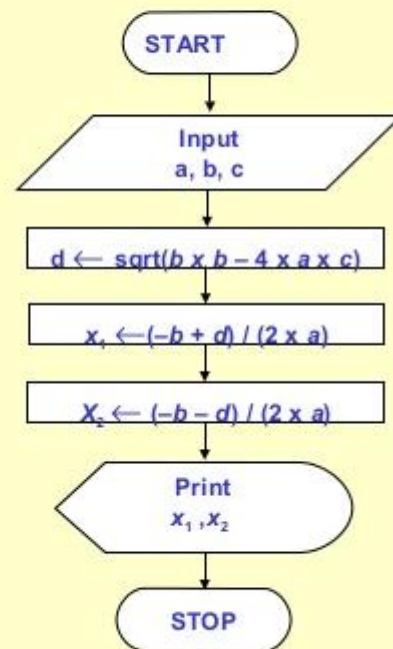 START
Input
a, b, c
d ← sqrt(b x b – 4 x a x c)
x₁ ←(–b + d) / (2 x a)
X₂ ← (–b – d) / (2 x a)
Print
x₁ ,x₂
STOP